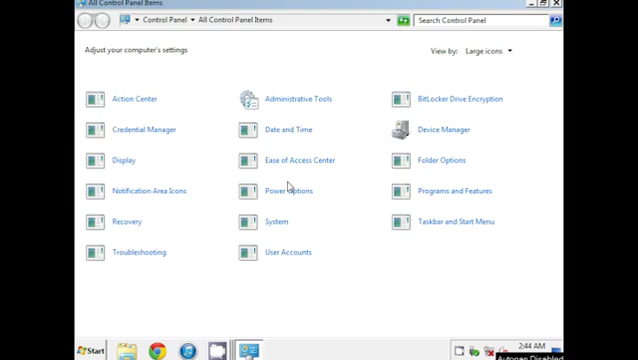 All Control Panel Items
Control Panel All Control Panel Items Search Control Panel
Adjust your computer's settings View by: Large icons
Action Center Administrative Tools BitLocker Drive Encryption
Credential Manager Date and Time Device Manager
Display Ease of Access Center Folder Options
Notification Area Icons Power Options Programs and Features
Recovery System Taskbar and Start Menu
Troubleshooting User Accounts
Start 2:44 AM
Autopan Disabled